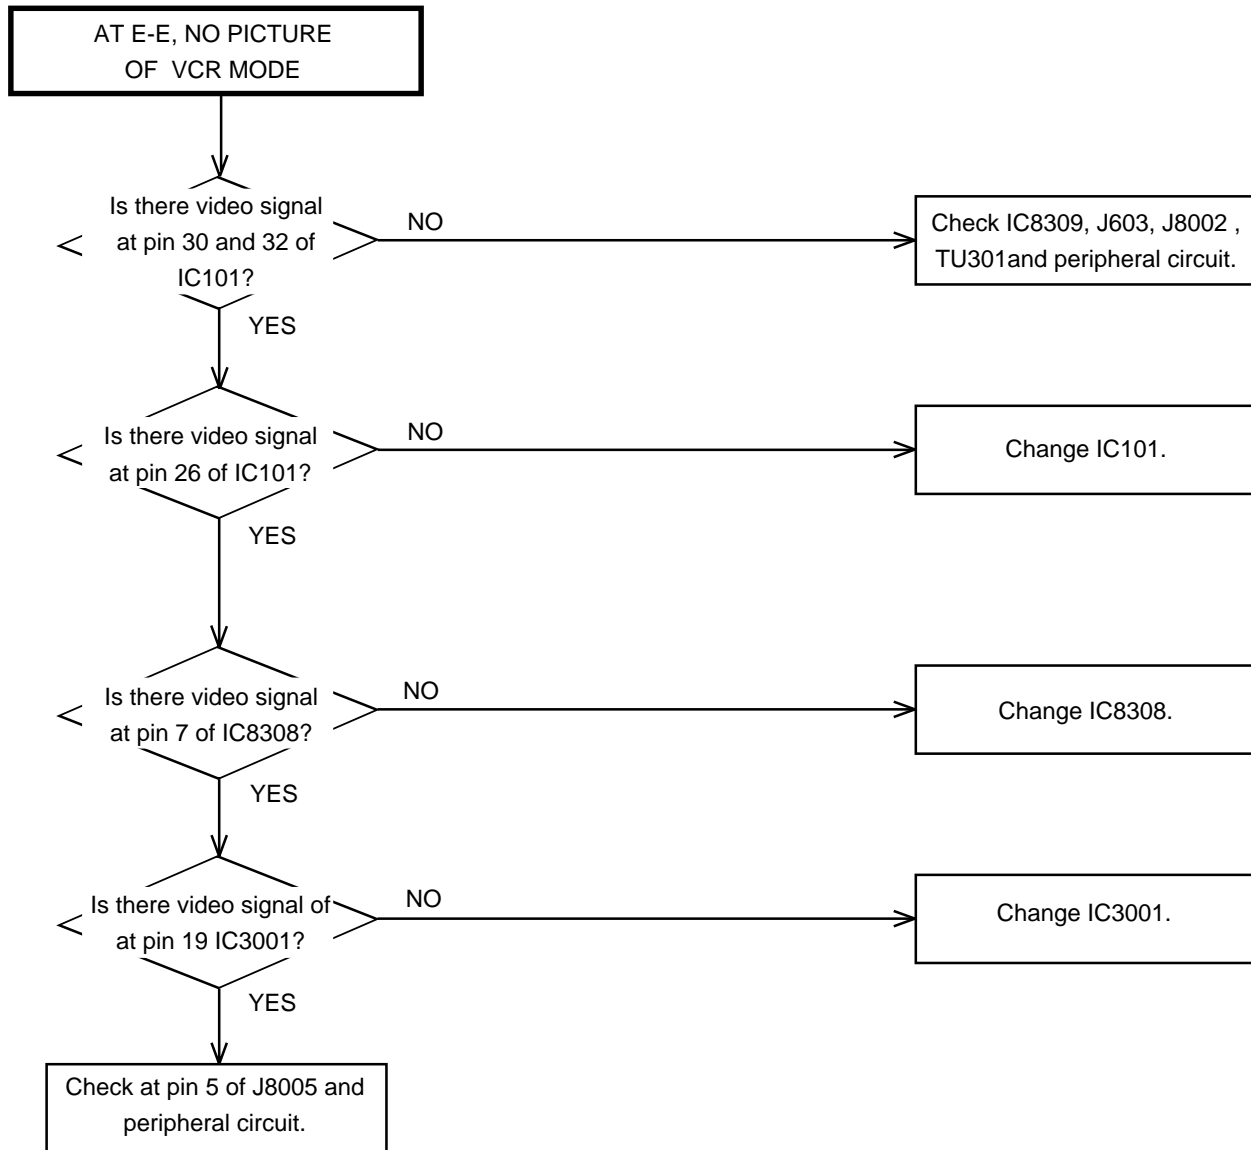 AT E-E, NO PICTURE
OF VCR MODE
Is there video signal
at pin 30 and 32 of
IC101?
NO
Check IC8309, J603, J8002 ,
TU301and peripheral circuit.
YES
Is there video signal
at pin 26 of IC101?
NO
Change IC101.
YES
Is there video signal
at pin 7 of IC8308?
NO
Change IC8308.
YES
Is there video signal of
at pin 19 IC3001?
NO
Change IC3001.
YES
Check at pin 5 of J8005 and
peripheral circuit.